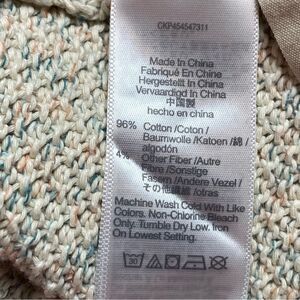 CKP454547311
Made In China
Fabriqué En Chine
Hergestellt In China
Vervaardigd In China
中国製
hecho en china
96% Cotton /Coton /
Baumwolle /Katoen /綿 /
algodón
4% Other Fiber /Autre
Fibre /Sonstige
Fasern /Andere Vezel /
その他繊維 /otras
Machine Wash Cold With Like
Colors. Non-Chlorine Bleach
Only. Tumble Dry Low. Iron
On Lowest Setting.
30